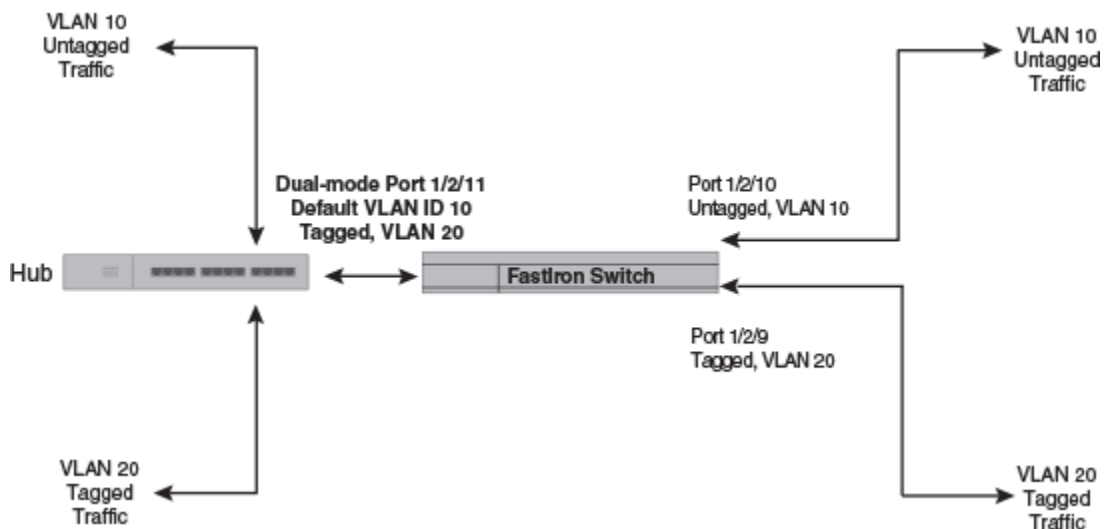 VLAN 10
Untagged
Traffic
VLAN 10
Untagged
Traffic
Dual-mode Port 1/2/11
Default VLAN ID 10
Tagged, VLAN 20
Port 1/2/10
Untagged, VLAN 10
Hub
FastIron Switch
Port 1/2/9
Tagged, VLAN 20
VLAN 20
Tagged
Traffic
VLAN 20
Tagged
Traffic